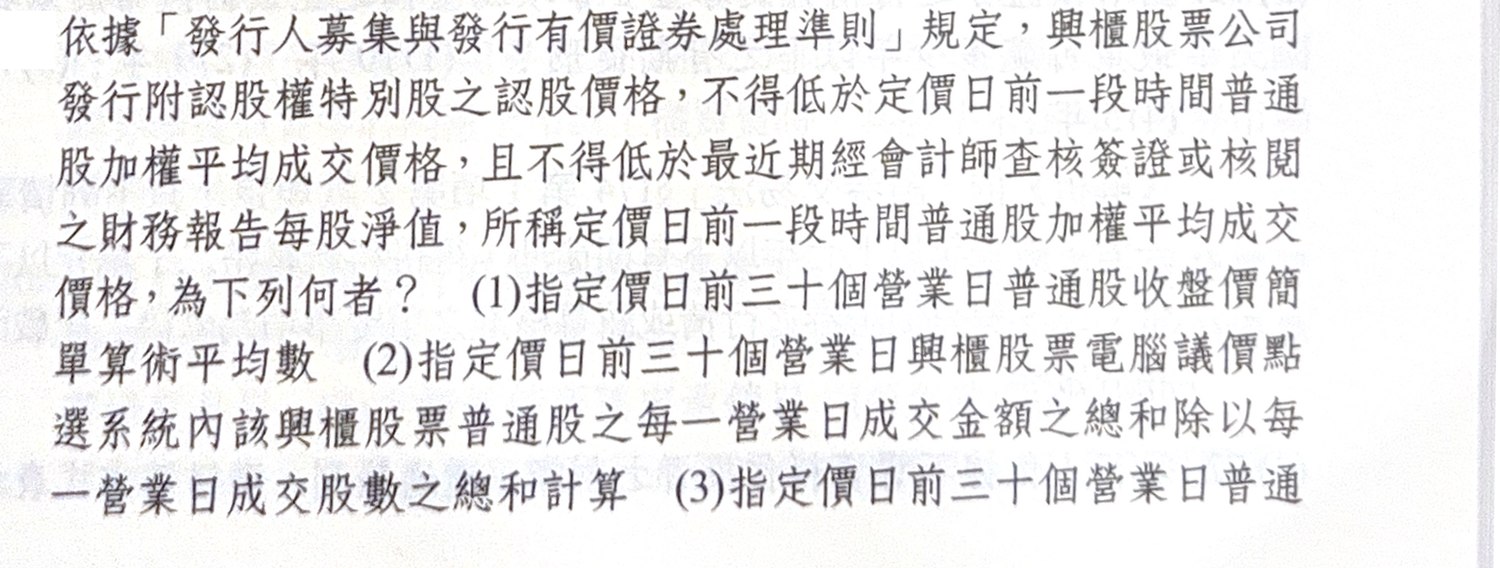 依據「發行人募集與發行有價證券處理準則」規定，興櫃股票公司
發行附認股權特別股之認股價格，不得低於定價日前一段時間普通
股加權平均成交價格，且不得低於最近期經會計師查核簽證或核閱
之財務報告每股淨值，所稱定價日前一段時間普通股加權平均成交
價格，為下列何者？　(1)指定價日前三十個營業日普通股收盤價簡
單算術平均數　(2)指定價日前三十個營業日興櫃股票電腦議價點
選系統內該興櫃股票普通股之每一營業日成交金額之總和除以每
一營業日成交股數之總和計算　(3)指定價日前三十個營業日普通